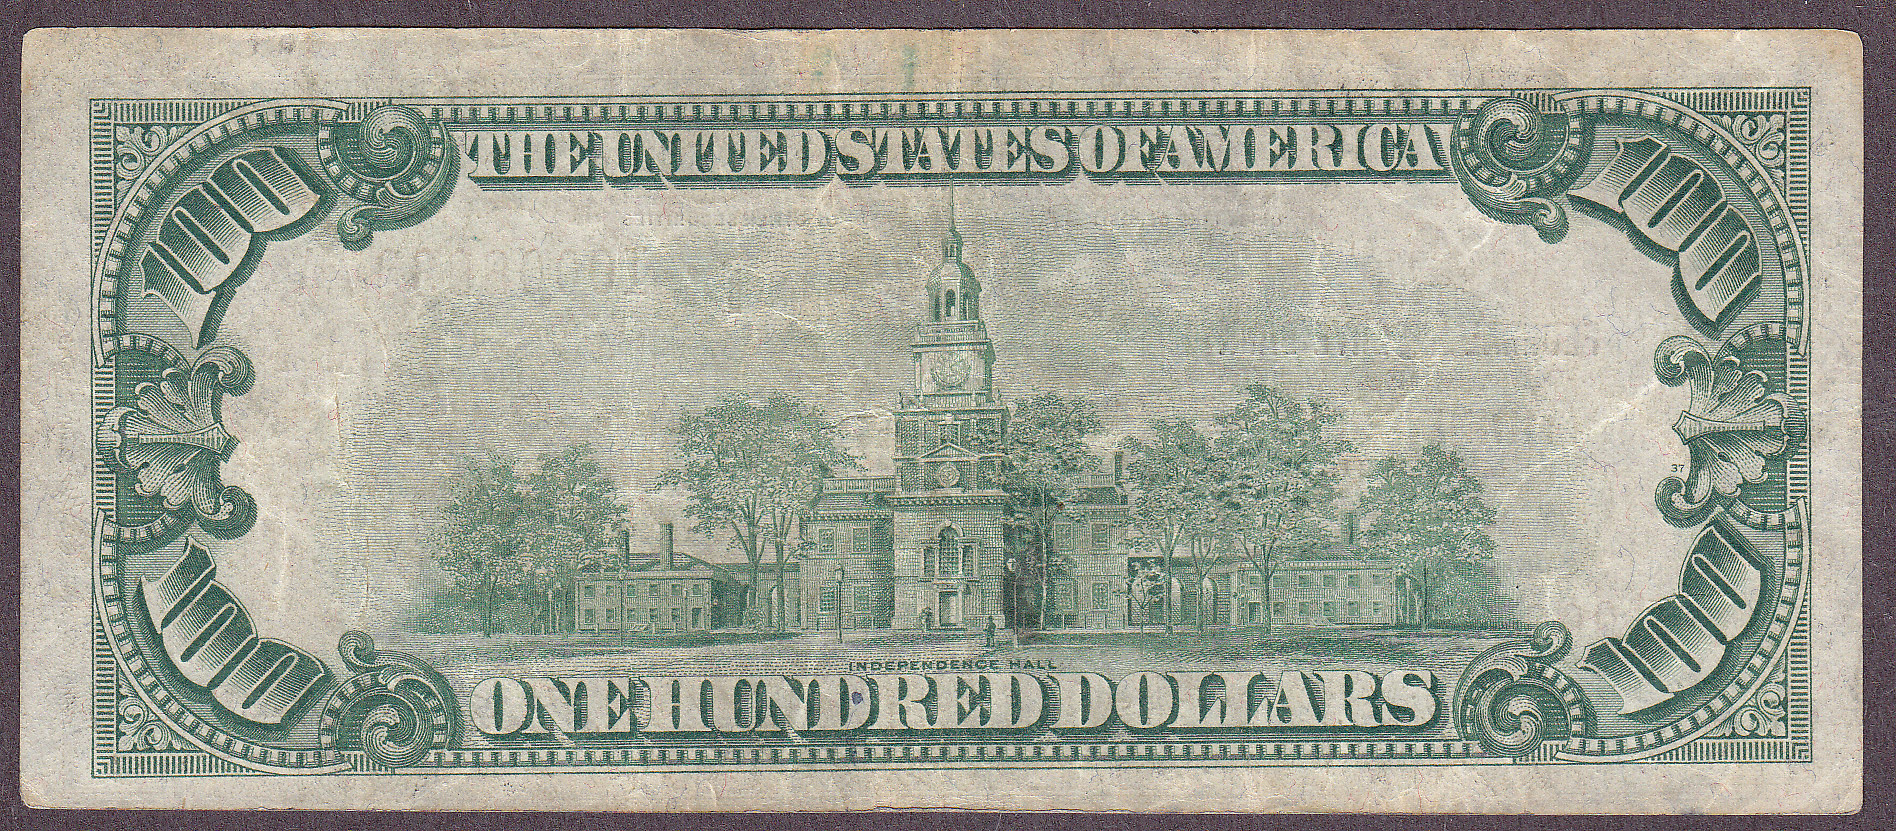 THE UNITED STATES OF AMERICA
100
100
37
100
100
INDEPENDENCE HALL
ONE HUNDRED DOLLARS